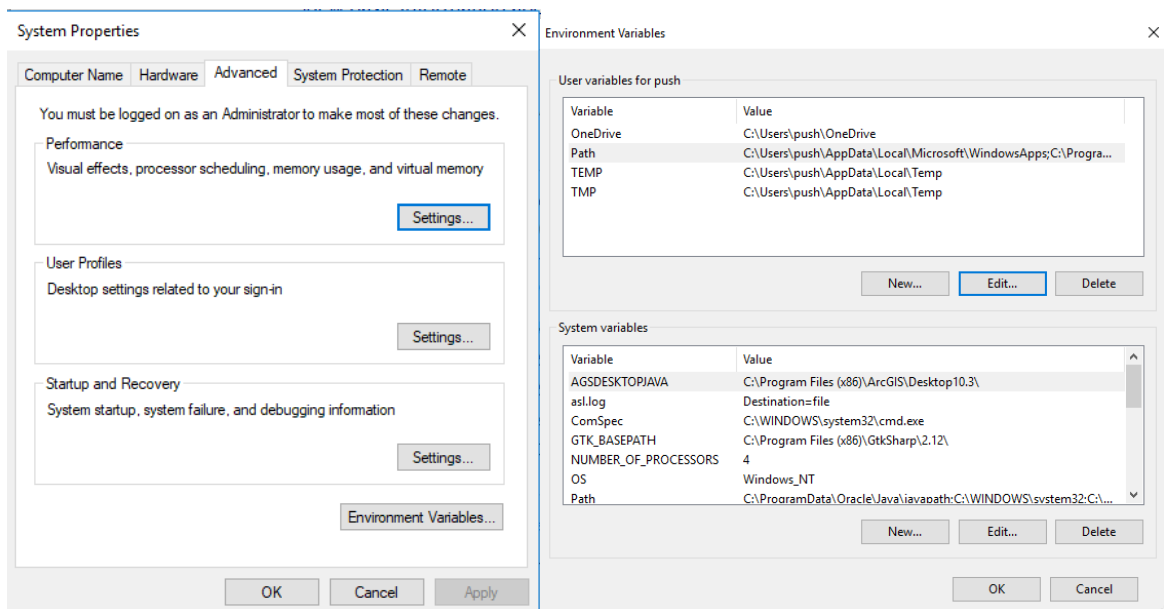 System Properties
Computer Name Hardware Advanced System Protection Remote
You must be logged on as an Administrator to make most of these changes.
Performance
Visual effects, processor scheduling, memory usage, and virtual memory
Settings...
User Profiles
Desktop settings related to your sign-in
Settings...
Startup and Recovery
System startup, system failure, and debugging information
Settings...
Environment Variables...
OK Cancel Apply
Environment Variables
User variables for push
Variable Value
OneDrive C:\Users\push\OneDrive
Path C:\Users\push\AppData\Local\Microsoft\WindowsApps;C:\Progra...
TEMP C:\Users\push\AppData\Local\Temp
TMP C:\Users\push\AppData\Local\Temp
New... Edit... Delete
System variables
Variable Value
AGSDESKTOPJAVA C:\Program Files (x86)\ArcGIS\Desktop10.3\
asl.log Destination=file
ComSpec C:\WINDOWS\system32\cmd.exe
GTK_BASEPATH C:\Program Files (x86)\GtkSharp\2.12\
NUMBER_OF_PROCESSORS 4
OS Windows_NT
Path C:\ProgramData\Oracle\Java\javapath;C:\WINDOWS\system32;C:\...
New... Edit... Delete
OK Cancel